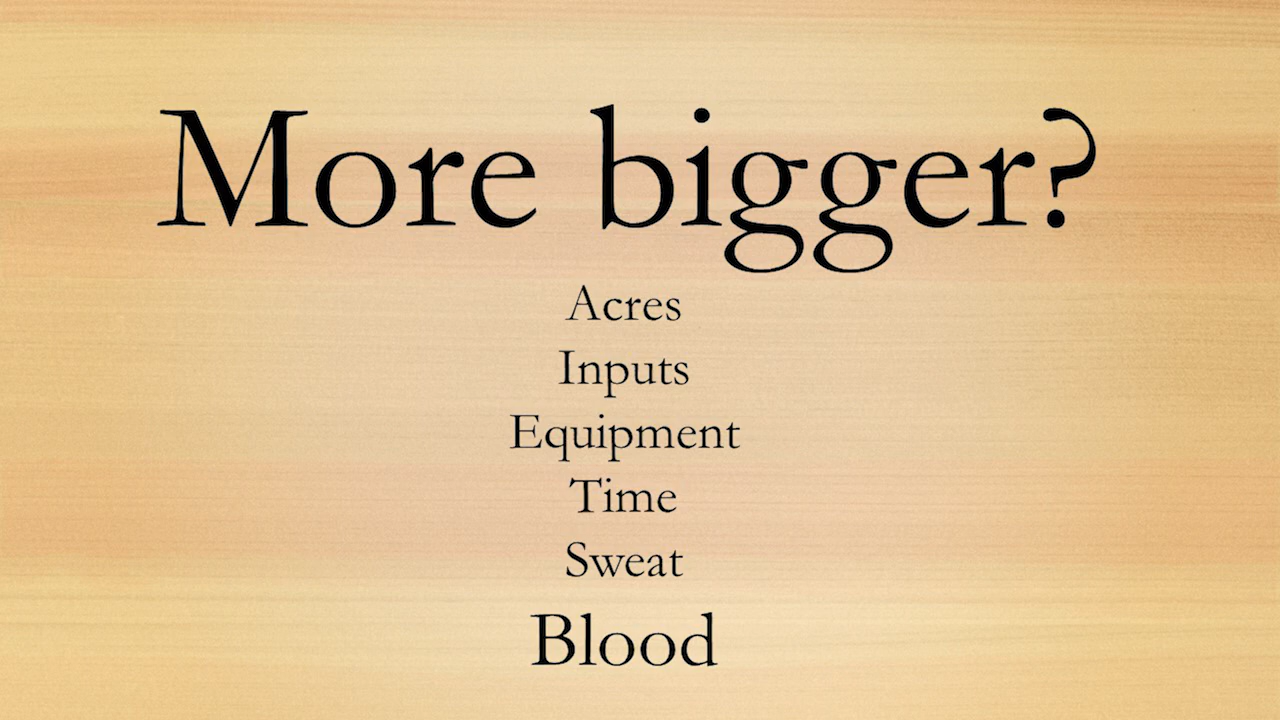 More bigger?
Acres
Inputs
Equipment
Time
Sweat
Blood